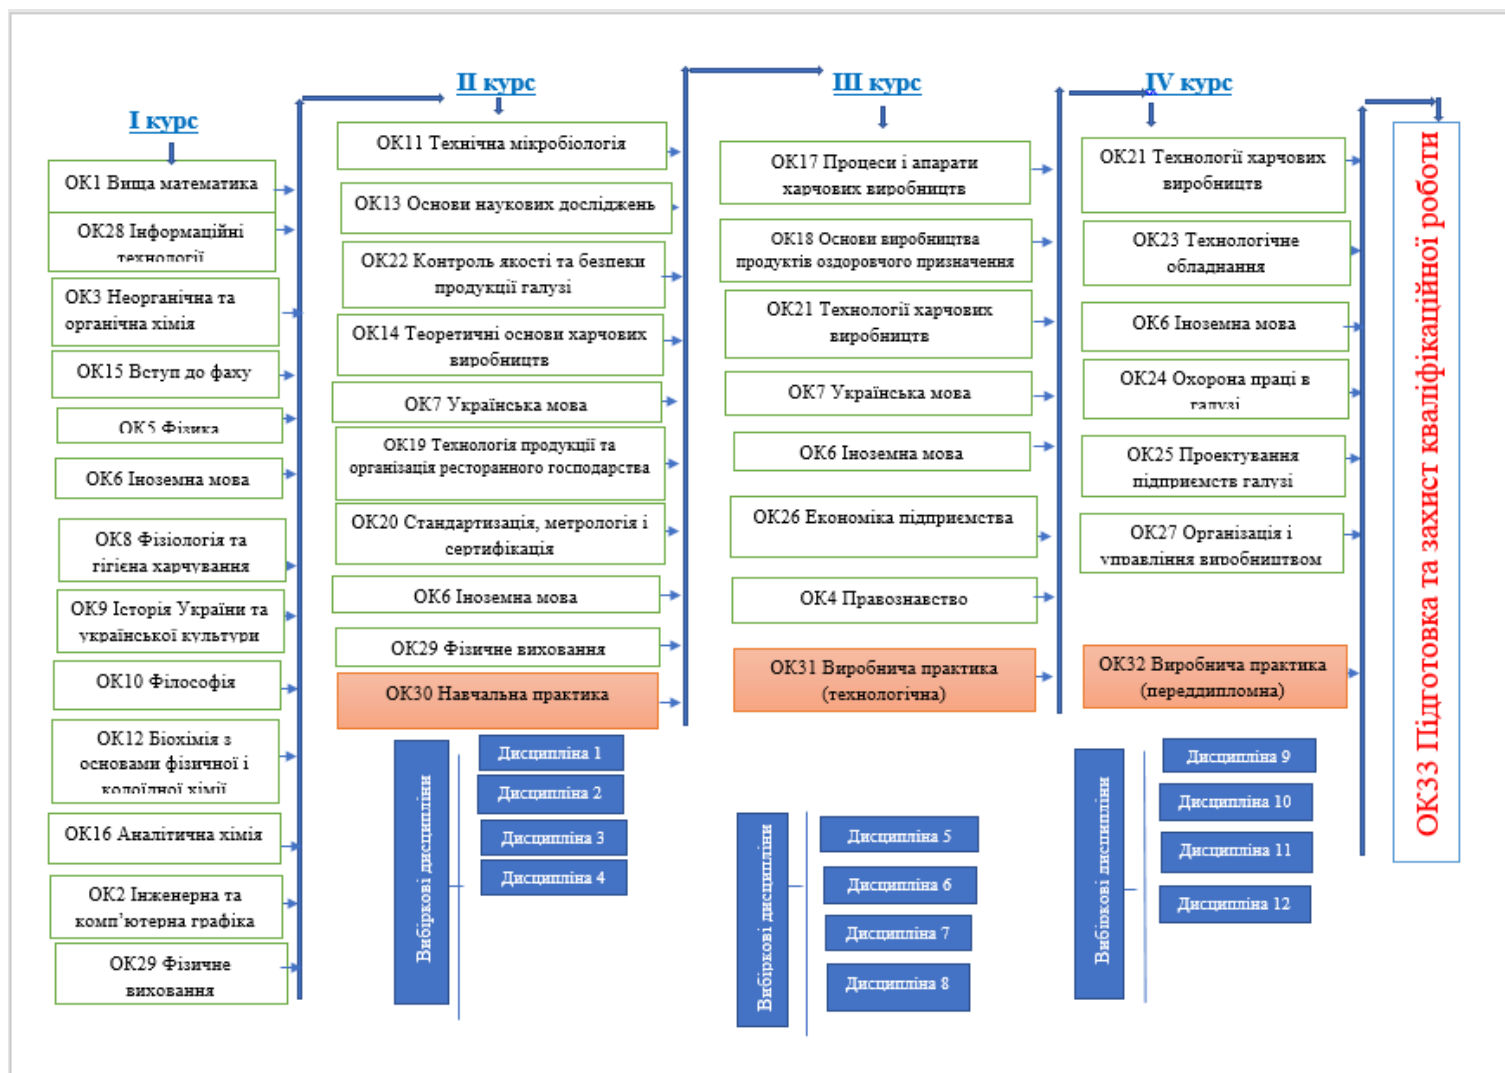 I курс
ОК1 Вища математика
ОК28 Інформаційні
технології
ОК3 Неорганічна та
органічна хімія
ОК15 Вступ до фаху
ОК5 Фізика
ОК6 Іноземна мова
ОК8 Фізіологія та
гігієна харчування
ОК9 Історія України та
української культури
ОК10 Філософія
ОК12 Біохімія з
основами фізичної і
колоїдної хімії
ОК16 Аналітична хімія
ОК2 Інженерна та
комп’ютерна графіка
ОК29 Фізичне
виховання
II курс
ОК11 Технічна мікробіологія
ОК13 Основи наукових досліджень
ОК22 Контроль якості та безпеки
продукції галузі
ОК14 Теоретичні основи харчових
виробництв
ОК7 Українська мова
ОК19 Технологія продукції та
організація ресторанного господарства
ОК20 Стандартизація, метрологія і
сертифікація
ОК6 Іноземна мова
ОК29 Фізичне виховання
ОК30 Навчальна практика
Вибіркові дисципліни
Дисципліна 1
Дисципліна 2
Дисципліна 3
Дисципліна 4
III курс
ОК17 Процеси і апарати
харчових виробництв
ОК18 Основи виробництва
продуктів оздоровчого призначення
ОК21 Технології харчових
виробництв
ОК7 Українська мова
ОК6 Іноземна мова
ОК26 Економіка підприємства
ОК4 Правознавство
ОК31 Виробнича практика
(технологічна)
Вибіркові дисципліни
Дисципліна 5
Дисципліна 6
Дисципліна 7
Дисципліна 8
IV курс
ОК21 Технології харчових
виробництв
ОК23 Технологічне
обладнання
ОК6 Іноземна мова
ОК24 Охорона праці в
галузі
ОК25 Проектування
підприємств галузі
ОК27 Організація і
управління виробництвом
ОК32 Виробнича практика
(переддипломна)
Вибіркові дисципліни
Дисципліна 9
Дисципліна 10
Дисципліна 11
Дисципліна 12
ОК33 Підготовка та захист кваліфікаційної роботи